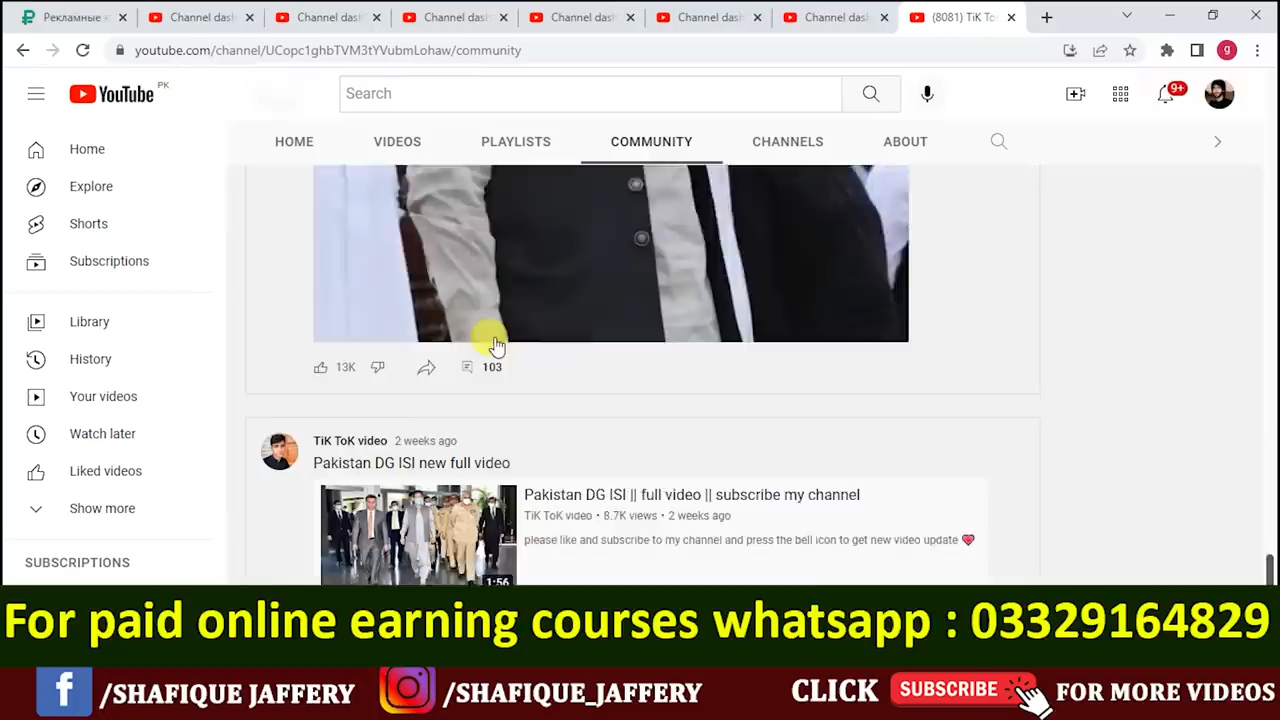 Рекламные
Channel das
Channel das
Channel das
Channel das
Channel das
Channel das
(8081) TiK To
youtube.com/channel/UCopc1ghbTVM3tYVubmLohaw/community
g
YouTube PK
Search
9+
HOME
VIDEOS
PLAYLISTS
COMMUNITY
CHANNELS
ABOUT
Home
Explore
Shorts
Subscriptions
Library
History
Your videos
Watch later
Liked videos
Show more
SUBSCRIPTIONS
13K
103
TiK ToK video 2 weeks ago
Pakistan DG ISI new full video
Pakistan DG ISI || full video || subscribe my channel
TiK ToK video • 8.7K views • 2 weeks ago
please like and subscribe to my channel and press the bell icon to get new video update
1:56
For paid online earning courses whatsapp : 03329164829
/SHAFIQUE JAFFERY
/SHAFIQUE_JAFFERY
CLICK SUBSCRIBE FOR MORE VIDEOS